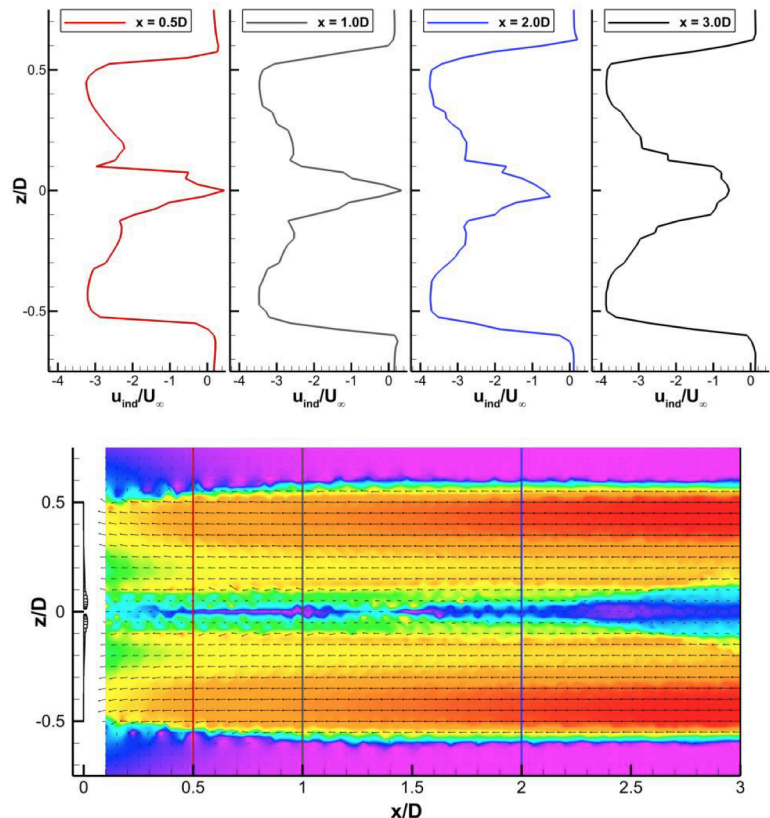 x = 0.5D
x = 1.0D
x = 2.0D
x = 3.0D
0.5
0
-0.5
z/D
-4 -3 -2 -1 0
-4 -3 -2 -1 0
-4 -3 -2 -1 0
-4 -3 -2 -1 0
u_ind/U_∞
u_ind/U_∞
u_ind/U_∞
u_ind/U_∞
0.5
0
-0.5
z/D
0 0.5 1 1.5 2 2.5 3
x/D